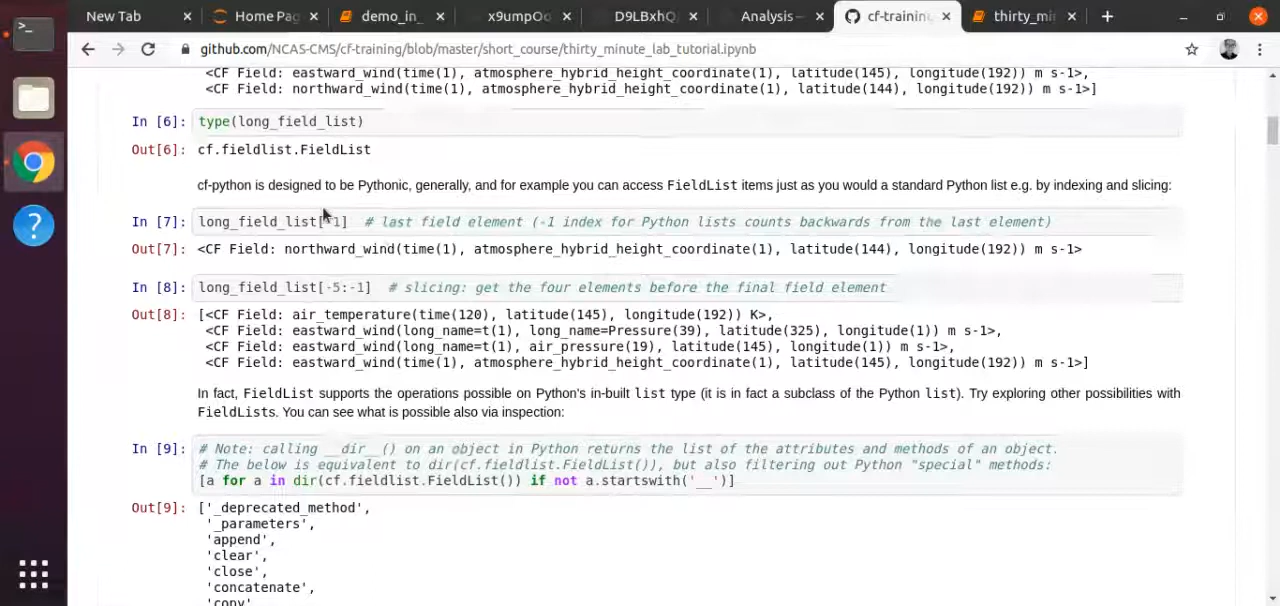 New Tab
Home Pag
demo_in_
x9umpOo
D9LBxhQ
Analysis –
cf-training
thirty_mi
github.com/NCAS-CMS/cf-training/blob/master/short_course/thirty_minute_lab_tutorial.ipynb
<CF Field: eastward_wind(time(1), atmosphere_hybrid_height_coordinate(1), latitude(145), longitude(192)) m s-1>,
<CF Field: northward_wind(time(1), atmosphere_hybrid_height_coordinate(1), latitude(144), longitude(192)) m s-1>]
In [6]: type(long_field_list)
Out[6]: cf.fieldlist.FieldList
cf-python is designed to be Pythonic, generally, and for example you can access FieldList items just as you would a standard Python list e.g. by indexing and slicing:
In [7]: long_field_list[-1] # last field element (-1 index for Python lists counts backwards from the last element)
Out[7]: <CF Field: northward_wind(time(1), atmosphere_hybrid_height_coordinate(1), latitude(144), longitude(192)) m s-1>
In [8]: long_field_list[-5:-1] # slicing: get the four elements before the final field element
Out[8]: [<CF Field: air_temperature(time(120), latitude(145), longitude(192)) K>,
<CF Field: eastward_wind(long_name=t(1), long_name=Pressure(39), latitude(325), longitude(1)) m s-1>,
<CF Field: eastward_wind(long_name=t(1), air_pressure(19), latitude(145), longitude(1)) m s-1>,
<CF Field: eastward_wind(time(1), atmosphere_hybrid_height_coordinate(1), latitude(145), longitude(192)) m s-1>]
In fact, FieldList supports the operations possible on Python's in-built list type (it is in fact a subclass of the Python list). Try exploring other possibilities with
FieldLists. You can see what is possible also via inspection:
In [9]: # Note: calling __dir__() on an object in Python returns the list of the attributes and methods of an object.
# The below is equivalent to dir(cf.fieldlist.FieldList()), but also filtering out Python "special" methods:
[a for a in dir(cf.fieldlist.FieldList()) if not a.startswith('__')]
Out[9]: ['_deprecated_method',
'_parameters',
'append',
'clear',
'close',
'concatenate',
'copy',